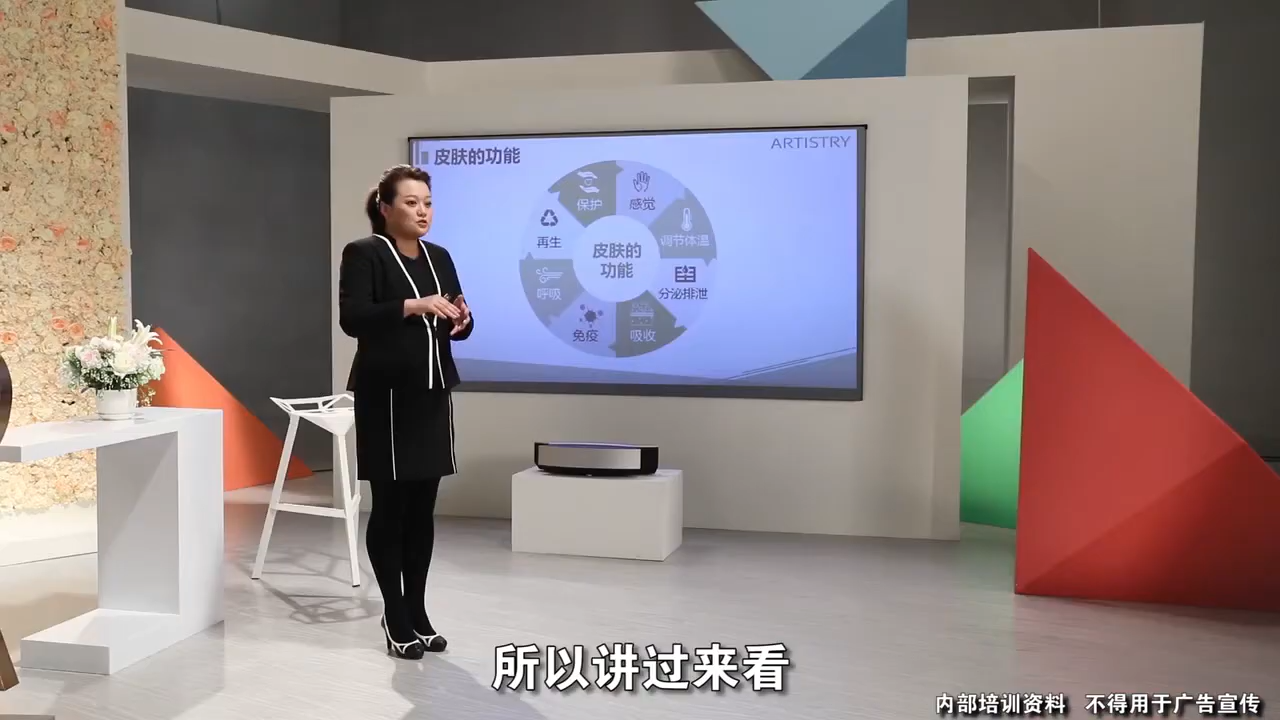 皮肤的功能
ARTISTRY
保护
感觉
调节体温
分泌排泄
吸收
免疫
呼吸
再生
皮肤的
功能
所以讲过来看
内部培训资料 不得用于广告宣传